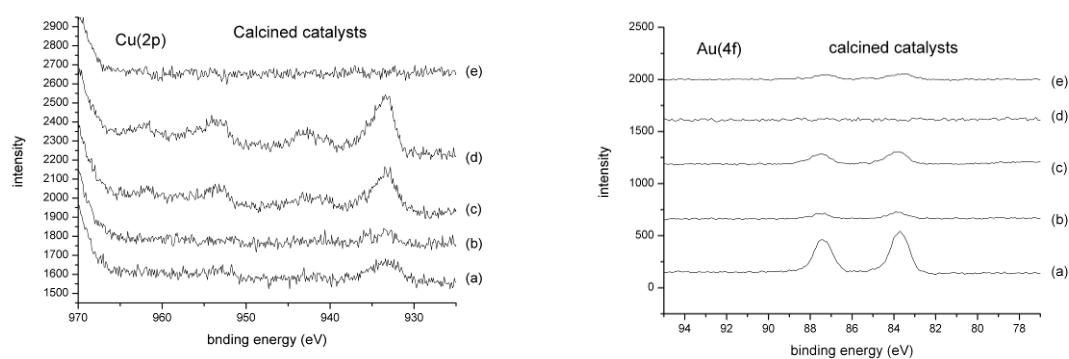 Cu(2p)
Calcined catalysts
2900
2800
2700
2600
2500
2400
2300
2200
2100
2000
1900
1800
1700
1600
1500
(e)
(d)
(c)
(b)
(a)
intensity
970
960
950
940
930
bnding energy (eV)
Au(4f)
calcined catalysts
2500
2000
1500
1000
500
0
(e)
(d)
(c)
(b)
(a)
intensity
94
92
90
88
86
84
82
80
78
binding energy (eV)